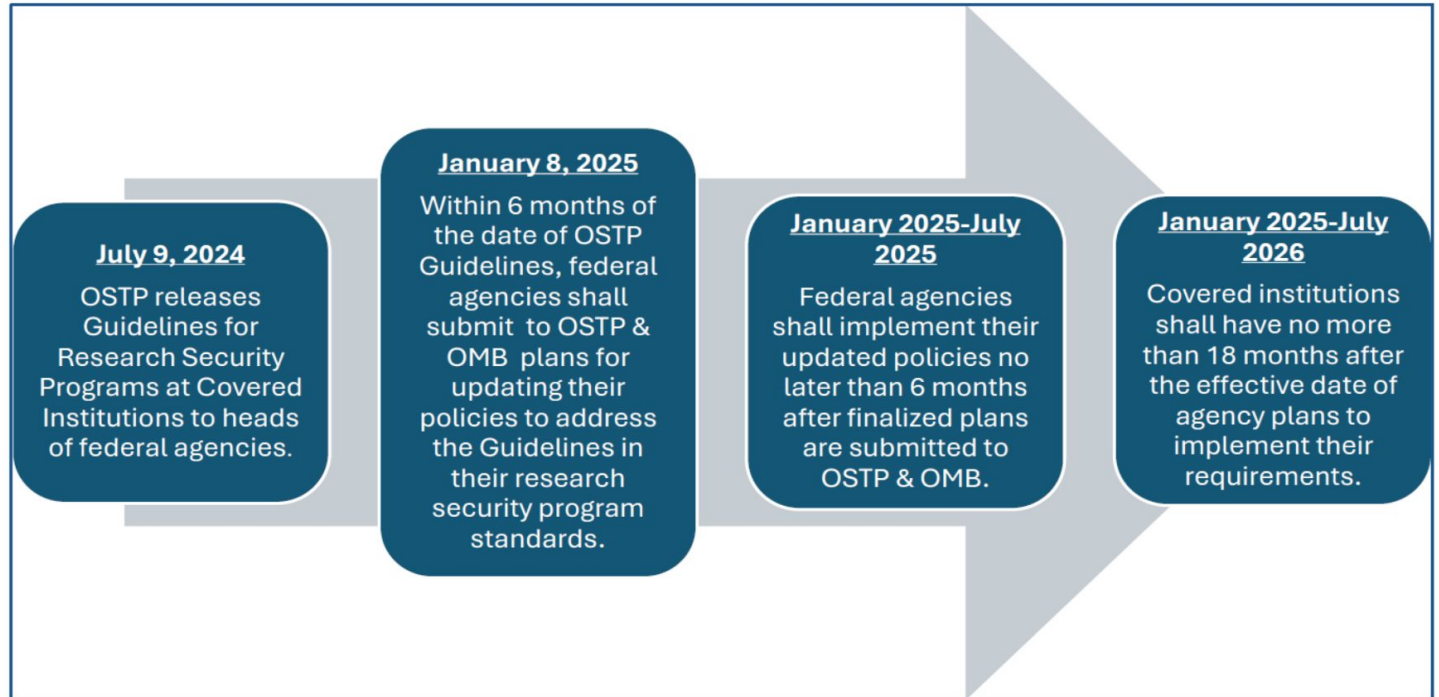 July 9, 2024
OSTP releases
Guidelines for
Research Security
Programs at Covered
Institutions to heads
of federal agencies.
January 8, 2025
Within 6 months of
the date of OSTP
Guidelines, federal
agencies shall
submit to OSTP &
OMB plans for
updating their
policies to address
the Guidelines in
their research
security program
standards.
January 2025-July
2025
Federal agencies
shall implement their
updated policies no
later than 6 months
after finalized plans
are submitted to
OSTP & OMB.
January 2025-July
2026
Covered institutions
shall have no more
than 18 months after
the effective date of
agency plans to
implement their
requirements.